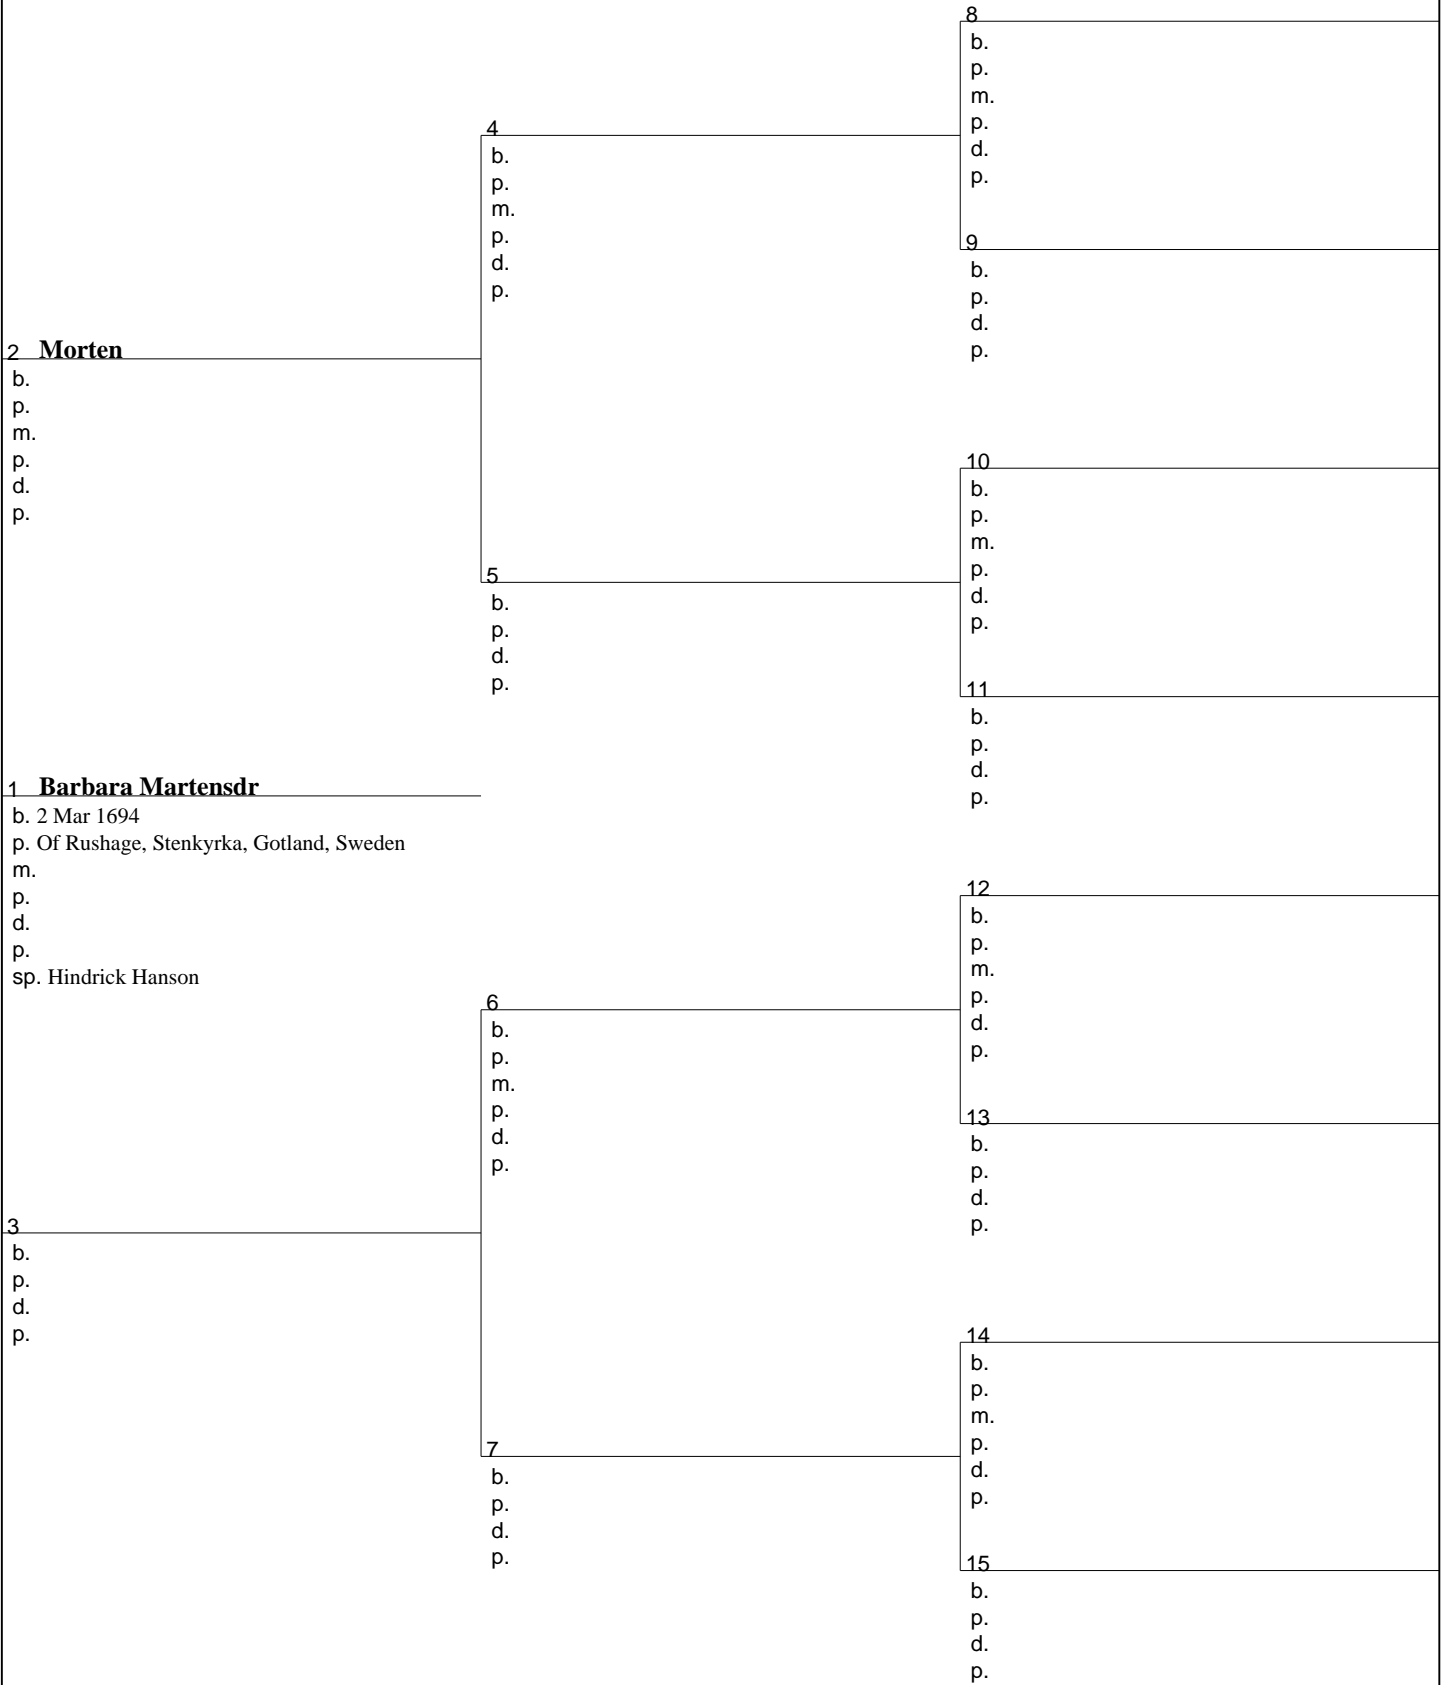 8
b.
p.
m.
p.
d.
p.
4
b.
p.
m.
p.
d.
p.
9
b.
p.
d.
p.
2 Morten
b.
p.
m.
p.
d.
p.
10
b.
p.
m.
p.
d.
p.
5
b.
p.
d.
p.
11
b.
p.
d.
p.
1 Barbara Martensdr
b. 2 Mar 1694
p. Of Rushage, Stenkyrka, Gotland, Sweden
m.
p.
d.
p.
sp. Hindrick Hanson
12
b.
p.
m.
p.
d.
p.
6
b.
p.
m.
p.
d.
p.
13
b.
p.
d.
p.
3
b.
p.
d.
p.
14
b.
p.
m.
p.
d.
p.
7
b.
p.
d.
p.
15
b.
p.
d.
p.